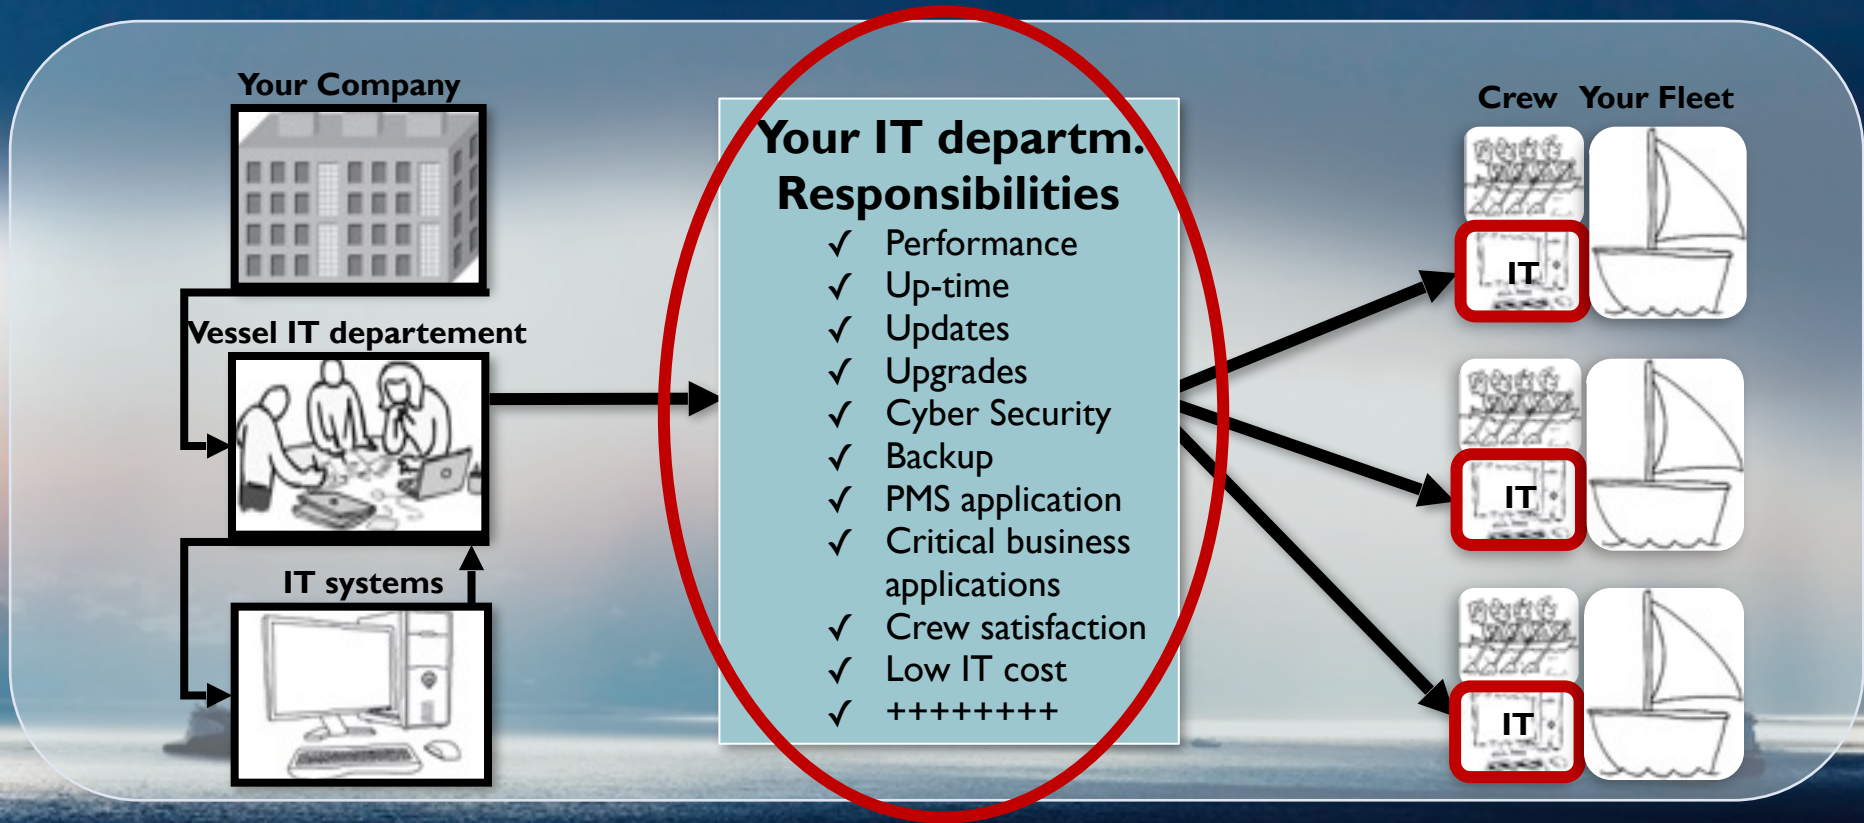 Your Company
Vessel IT departement
IT systems
Your IT departm.
Responsibilities
✓ Performance
✓ Up-time
✓ Updates
✓ Upgrades
✓ Cyber Security
✓ Backup
✓ PMS application
✓ Critical business
applications
✓ Crew satisfaction
✓ Low IT cost
✓ ++++++++
Crew Your Fleet
IT
IT
IT